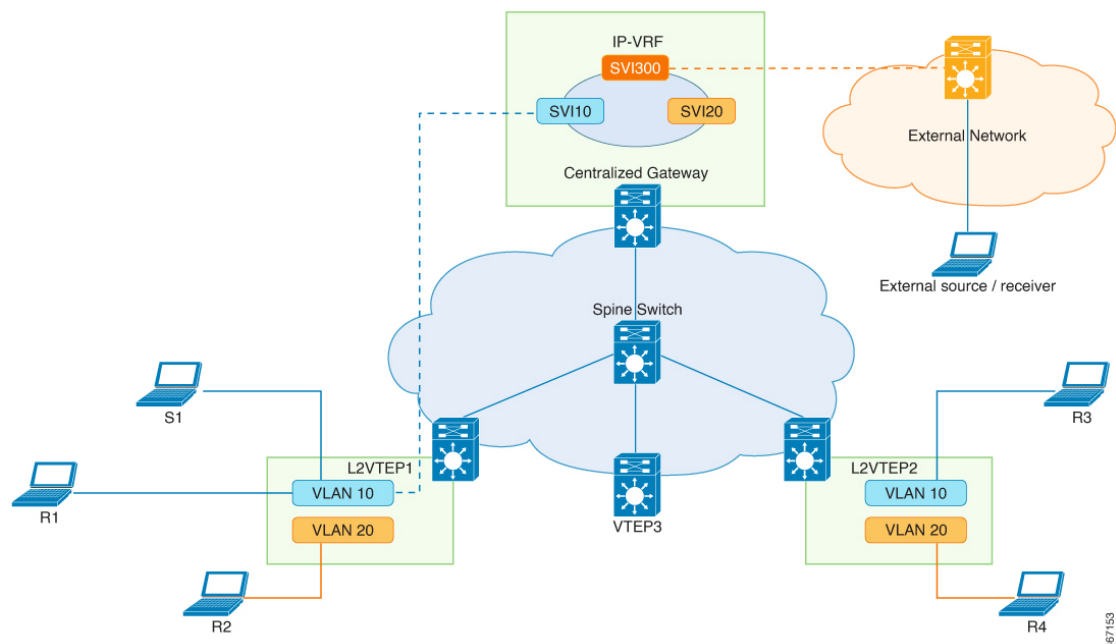 IP-VRF
SVI300
SVI10
SVI20
External Network
Centralized Gateway
External source / receiver
Spine Switch
S1
R3
L2VTEP1
L2VTEP2
R1
VLAN 10
VLAN 10
VTEP3
VLAN 20
VLAN 20
R2
R4
67153